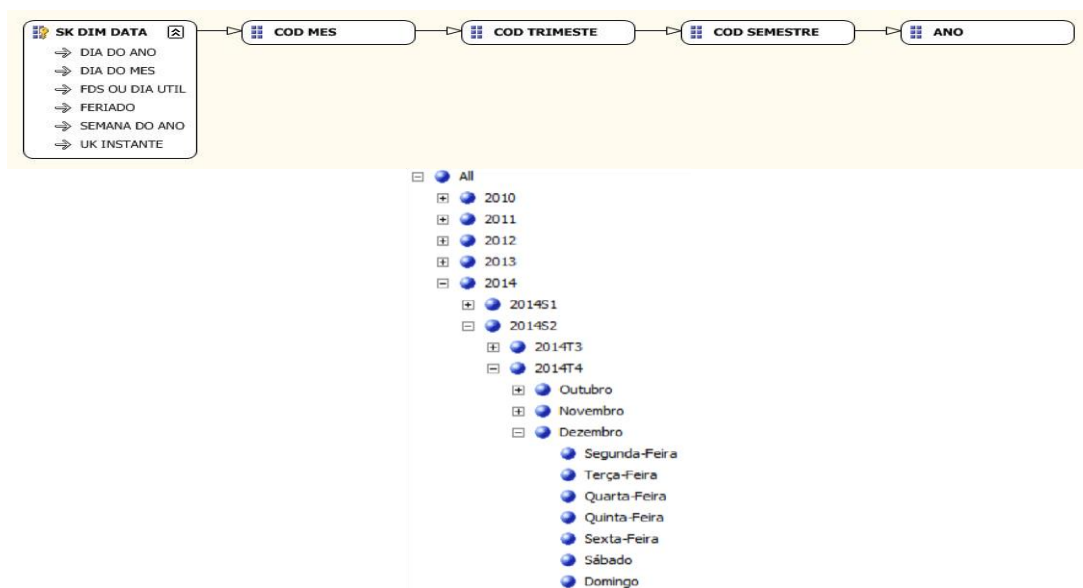 SK DIM DATA
DIA DO ANO
DIA DO MES
FDS OU DIA UTIL
FERIADO
SEMANA DO ANO
UK INSTANTE
COD MES
COD TRIMESTE
COD SEMESTRE
ANO
All
2010
2011
2012
2013
2014
2014S1
2014S2
2014T3
2014T4
Outubro
Novembro
Dezembro
Segunda-Feira
Terça-Feira
Quarta-Feira
Quinta-Feira
Sexta-Feira
Sábado
Domingo